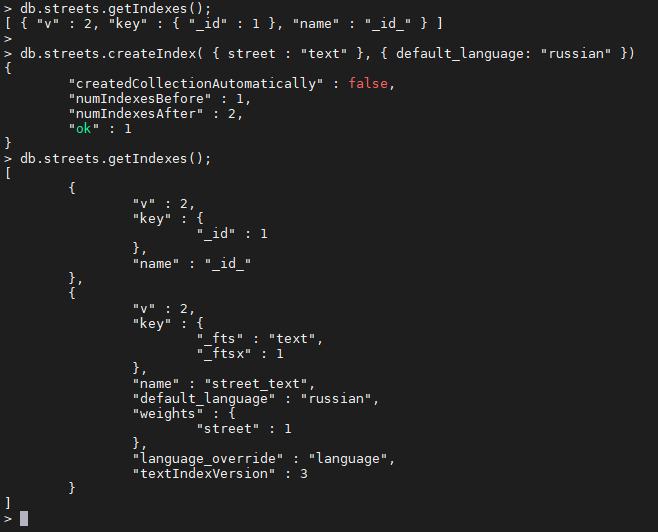 > db.streets.getIndexes();
[ { "v" : 2, "key" : { "_id" : 1 }, "name" : "_id_" } ]
>
> db.streets.createIndex( { street : "text" }, { default_language: "russian" })
{
        "createdCollectionAutomatically" : false,
        "numIndexesBefore" : 1,
        "numIndexesAfter" : 2,
        "ok" : 1
}
> db.streets.getIndexes();
[
        {
                "v" : 2,
                "key" : {
                        "_id" : 1
                },
                "name" : "_id_"
        },
        {
                "v" : 2,
                "key" : {
                        "_fts" : "text",
                        "_ftsx" : 1
                },
                "name" : "street_text",
                "default_language" : "russian",
                "weights" : {
                        "street" : 1
                },
                "language_override" : "language",
                "textIndexVersion" : 3
        }
]
>